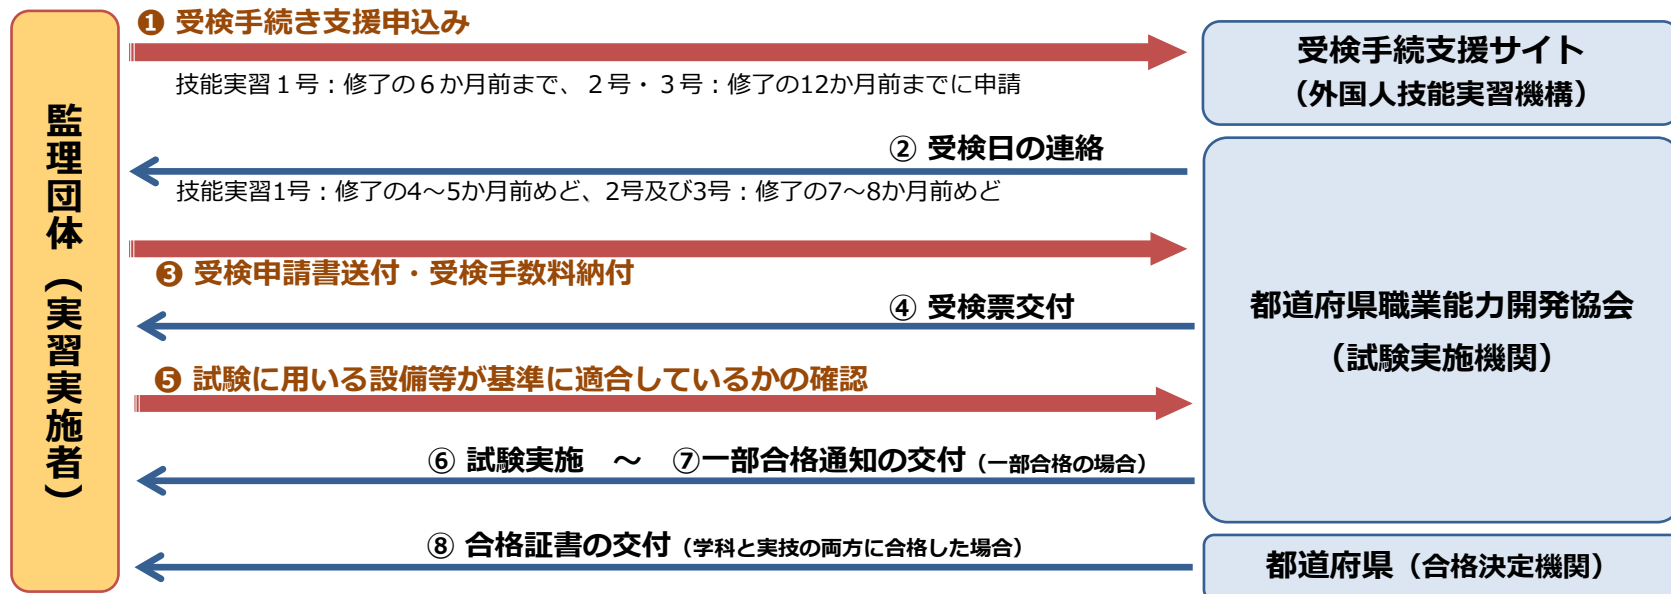 監理団体（実習実施者）
❶ 受検手続き支援申込み
技能実習１号：修了の６か月前まで、２号・３号：修了の12か月前までに申請
受検手続支援サイト
（外国人技能実習機構）
② 受検日の連絡
技能実習1号：修了の4～5か月前めど、2号及び3号：修了の7～8か月前めど
❸ 受検申請書送付・受検手数料納付
④ 受検票交付
都道府県職業能力開発協会
（試験実施機関）
❺ 試験に用いる設備等が基準に適合しているかの確認
⑥ 試験実施　～　⑦一部合格通知の交付（一部合格の場合）
⑧ 合格証書の交付（学科と実技の両方に合格した場合）
都道府県（合格決定機関）